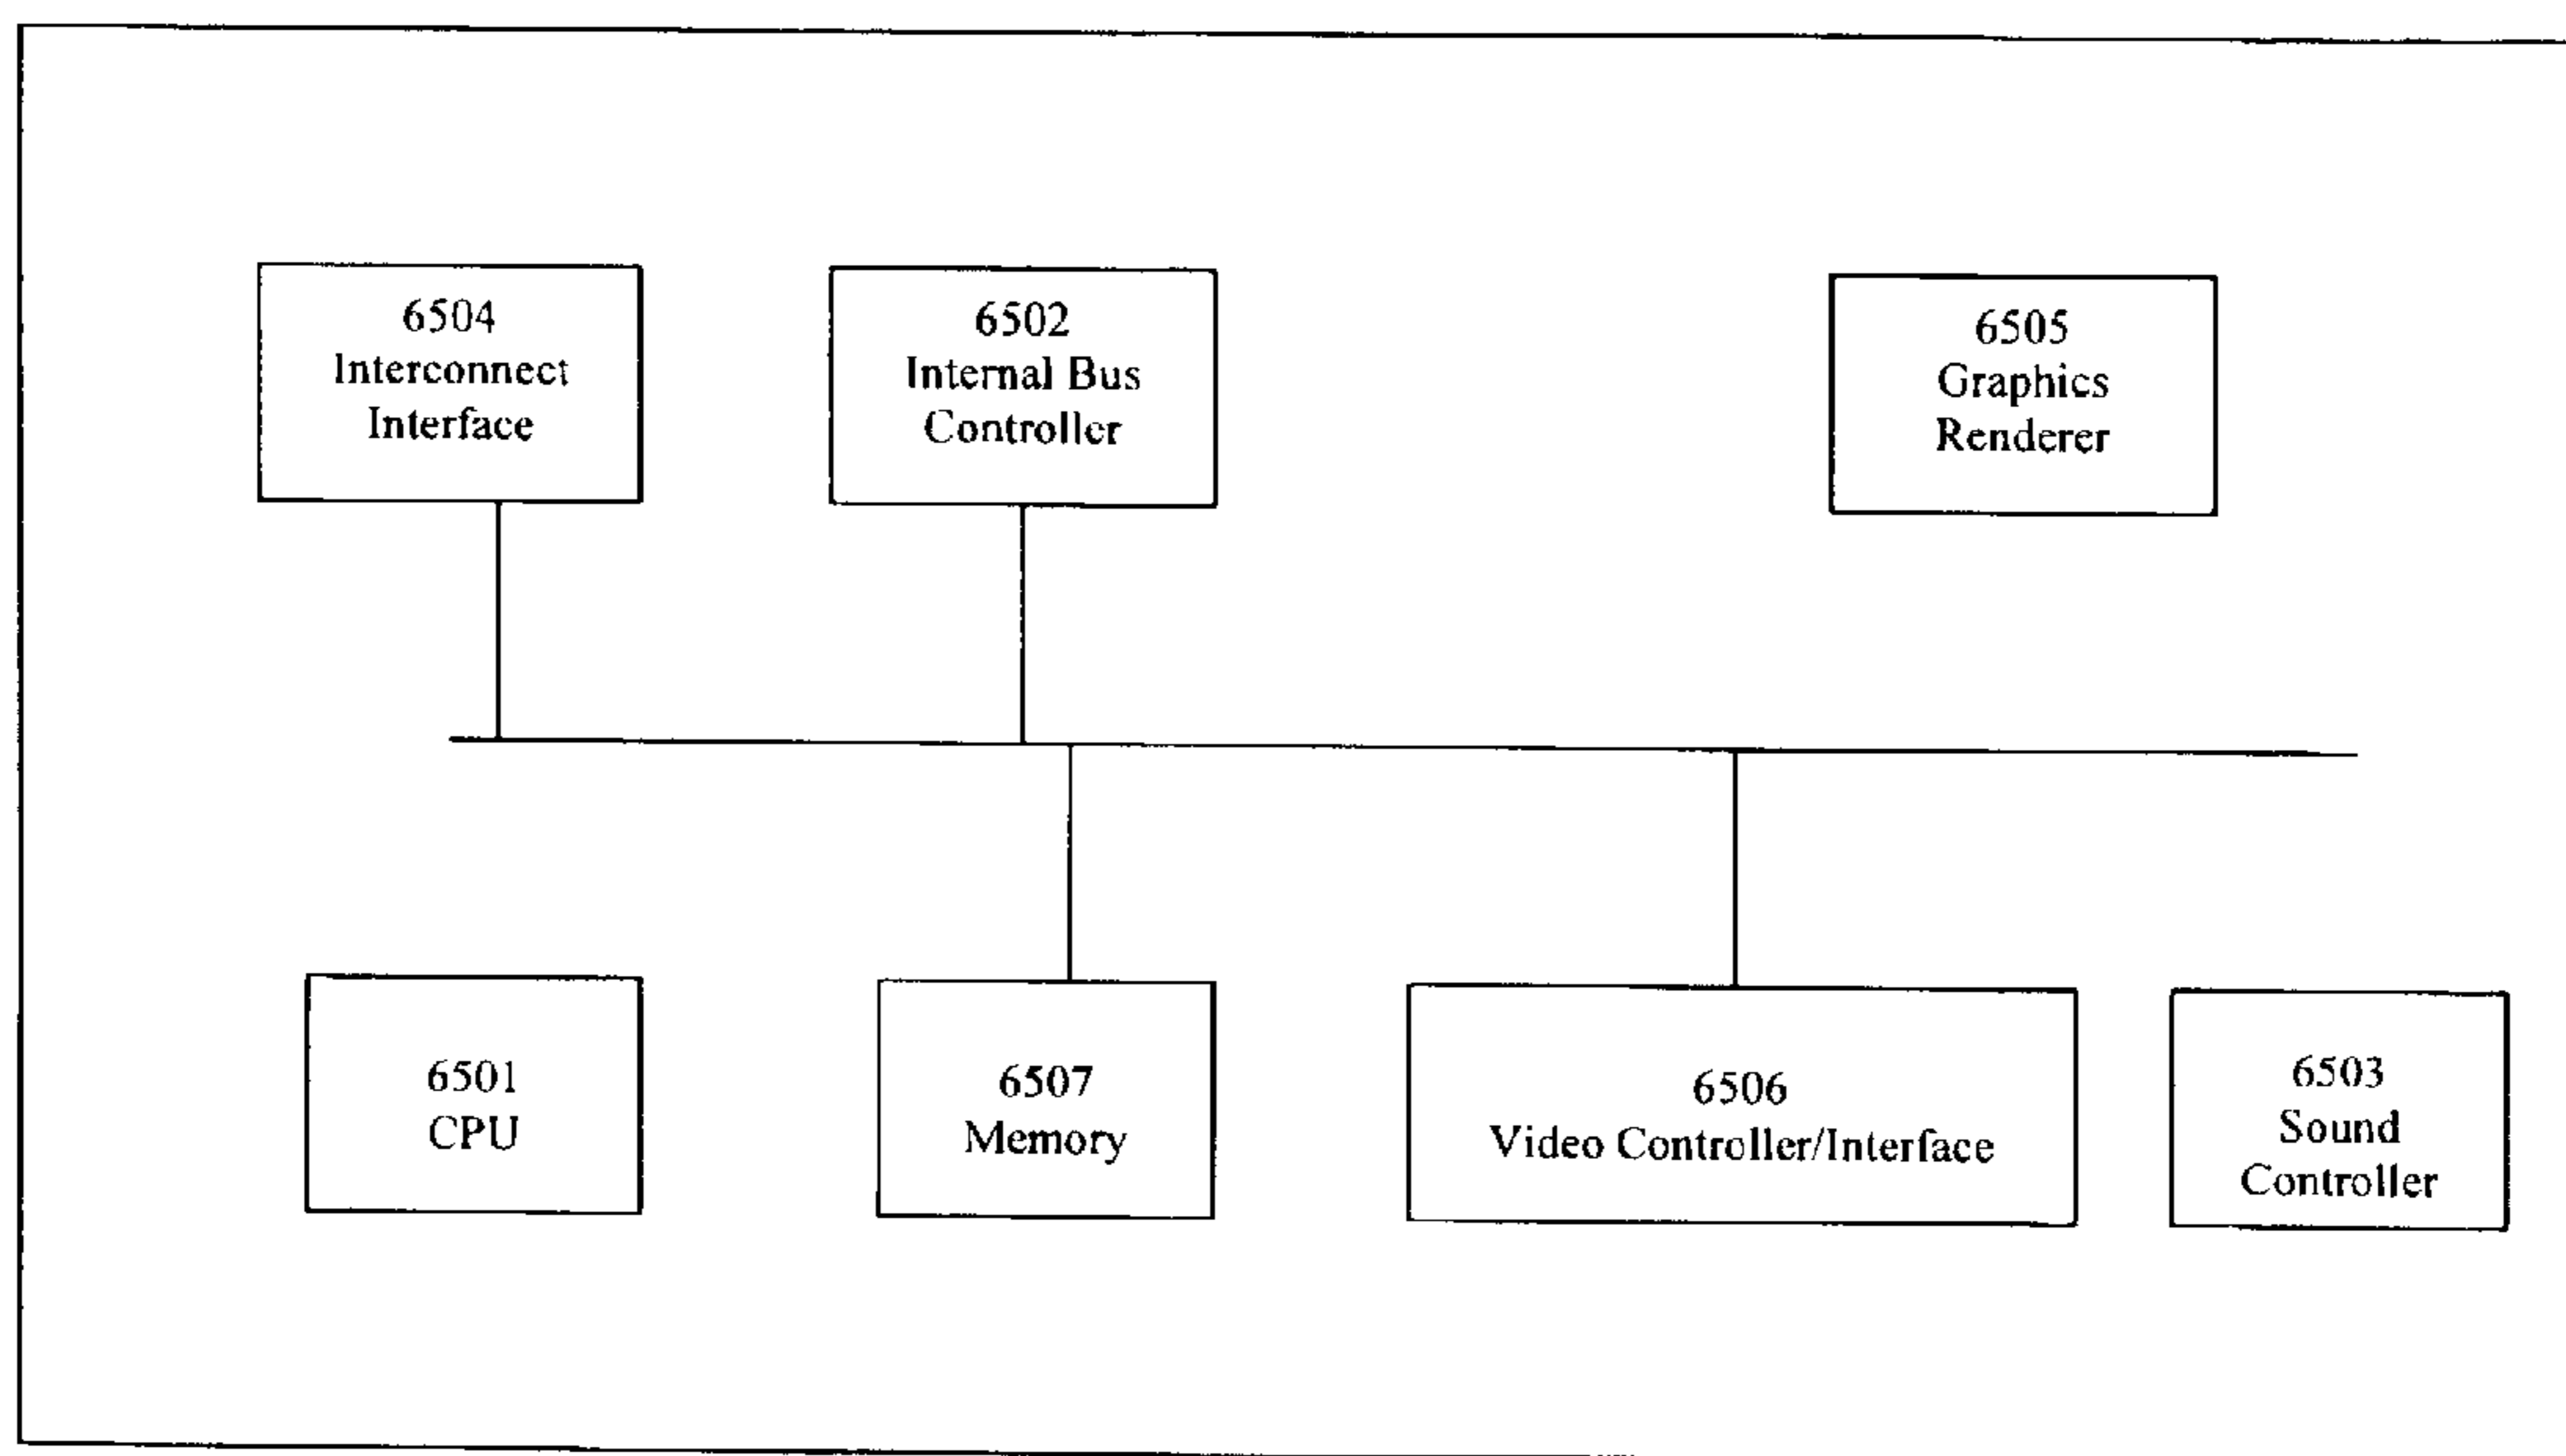 6504
Interconnect
Interface
6502
Internal Bus
Controller
6505
Graphics
Renderer
6501
CPU
6507
Memory
6506
Video Controller/Interface
6503
Sound
Controller